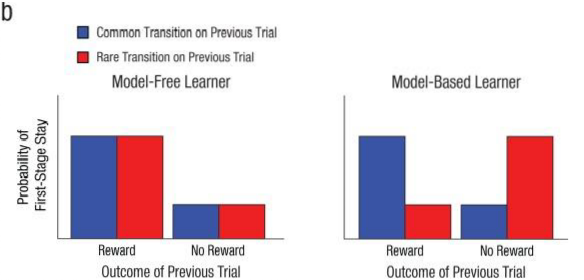 b
Common Transition on Previous Trial
Rare Transition on Previous Trial
Model-Free Learner
Model-Based Learner
Probability of
First-Stage Stay
Reward
No Reward
Reward
No Reward
Outcome of Previous Trial
Outcome of Previous Trial